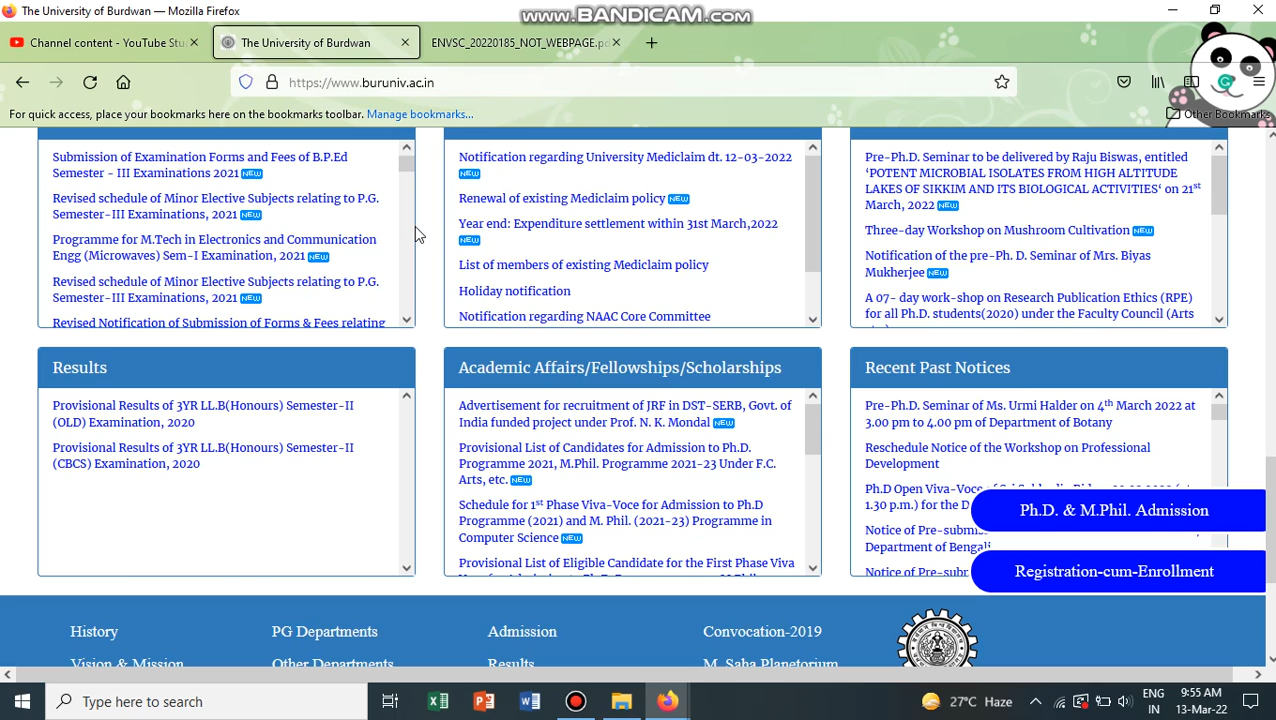 The University of Burdwan — Mozilla Firefox
www.BANDICAM.com
Channel content - YouTube Stu
The University of Burdwan
ENVSC_20220185_NOT_WEBPAGE.pd
https://www.buruniv.ac.in
For quick access, place your bookmarks here on the bookmarks toolbar. Manage bookmarks...
Other Bookmarks
Submission of Examination Forms and Fees of B.P.Ed
Semester - III Examinations 2021 NEW
Revised schedule of Minor Elective Subjects relating to P.G.
Semester-III Examinations, 2021 NEW
Programme for M.Tech in Electronics and Communication
Engg (Microwaves) Sem-I Examination, 2021 NEW
Revised schedule of Minor Elective Subjects relating to P.G.
Semester-III Examinations, 2021 NEW
Revised Notification of Submission of Forms & Fees relating
Notification regarding University Mediclaim dt. 12-03-2022
NEW
Renewal of existing Mediclaim policy NEW
Year end: Expenditure settlement within 31st March,2022
NEW
List of members of existing Mediclaim policy
Holiday notification
Notification regarding NAAC Core Committee
Pre-Ph.D. Seminar to be delivered by Raju Biswas, entitled
‘POTENT MICROBIAL ISOLATES FROM HIGH ALTITUDE
LAKES OF SIKKIM AND ITS BIOLOGICAL ACTIVITIES‘ on 21st
March, 2022 NEW
Three-day Workshop on Mushroom Cultivation NEW
Notification of the pre-Ph. D. Seminar of Mrs. Biyas
Mukherjee NEW
A 07- day work-shop on Research Publication Ethics (RPE)
for all Ph.D. students(2020) under the Faculty Council (Arts
Results
Provisional Results of 3YR LL.B(Honours) Semester-II
(OLD) Examination, 2020
Provisional Results of 3YR LL.B(Honours) Semester-II
(CBCS) Examination, 2020
Academic Affairs/Fellowships/Scholarships
Advertisement for recruitment of JRF in DST-SERB, Govt. of
India funded project under Prof. N. K. Mondal NEW
Provisional List of Candidates for Admission to Ph.D.
Programme 2021, M.Phil. Programme 2021-23 Under F.C.
Arts, etc. NEW
Schedule for 1st Phase Viva-Voce for Admission to Ph.D
Programme (2021) and M. Phil. (2021-23) Programme in
Computer Science NEW
Provisional List of Eligible Candidate for the First Phase Viva
Recent Past Notices
Pre-Ph.D. Seminar of Ms. Urmi Halder on 4th March 2022 at
3.00 pm to 4.00 pm of Department of Botany
Reschedule Notice of the Workshop on Professional
Development
Ph.D Open Viva-Voce
1.30 p.m.) for the D
Notice of Pre-submis
Department of Bengali
Notice of Pre-subr
Ph.D. & M.Phil. Admission
Registration-cum-Enrollment
History
PG Departments
Admission
Convocation-2019
Vision & Mission
Other Departments
Results
M. Saha Planetorium
Type here to search
27°C Haze
ENG
IN
9:55 AM
13-Mar-22